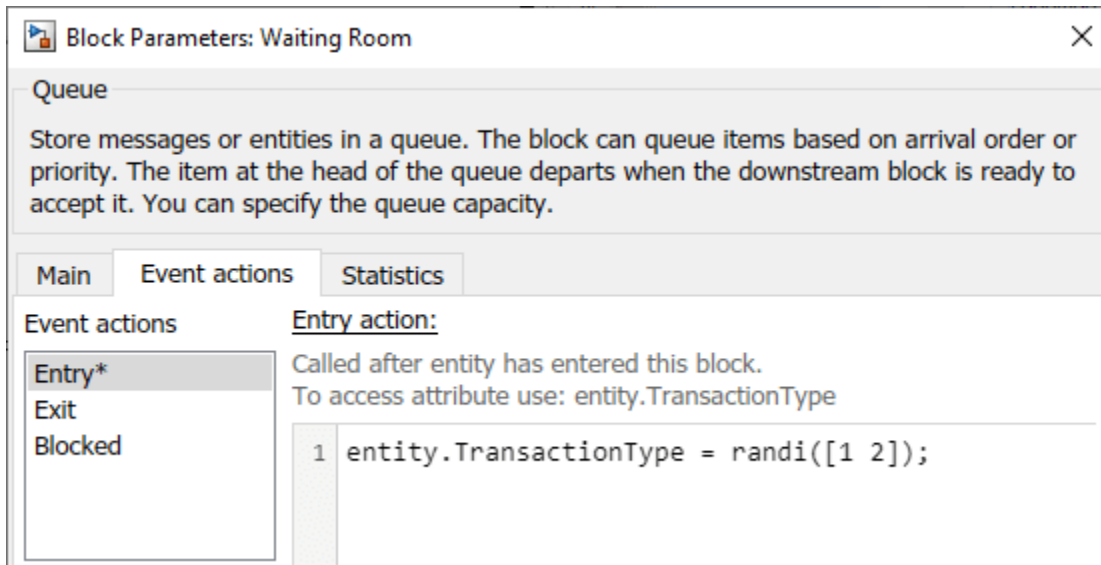 Block Parameters: Waiting Room
Queue
Store messages or entities in a queue. The block can queue items based on arrival order or
priority. The item at the head of the queue departs when the downstream block is ready to
accept it. You can specify the queue capacity.
Main Event actions Statistics
Event actions
Entry*
Exit
Blocked
Entry action:
Called after entity has entered this block.
To access attribute use: entity.TransactionType
1 entity.TransactionType = randi([1 2]);